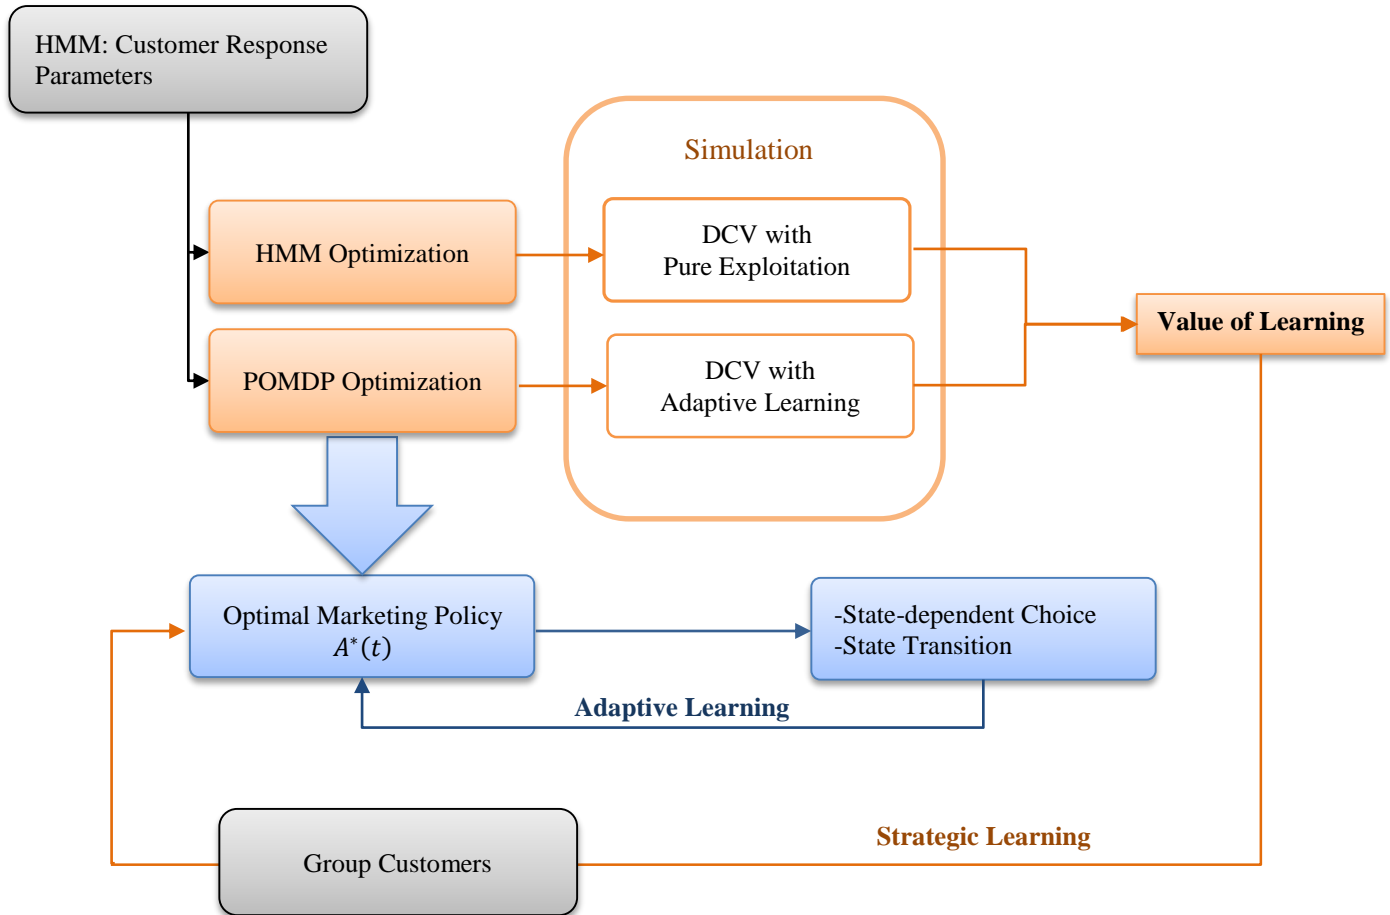 HMM: Customer Response
Parameters
Simulation
HMM Optimization
DCV with
Pure Exploitation
Value of Learning
POMDP Optimization
DCV with
Adaptive Learning
Optimal Marketing Policy
A*(t)
-State-dependent Choice
-State Transition
Adaptive Learning
Strategic Learning
Group Customers